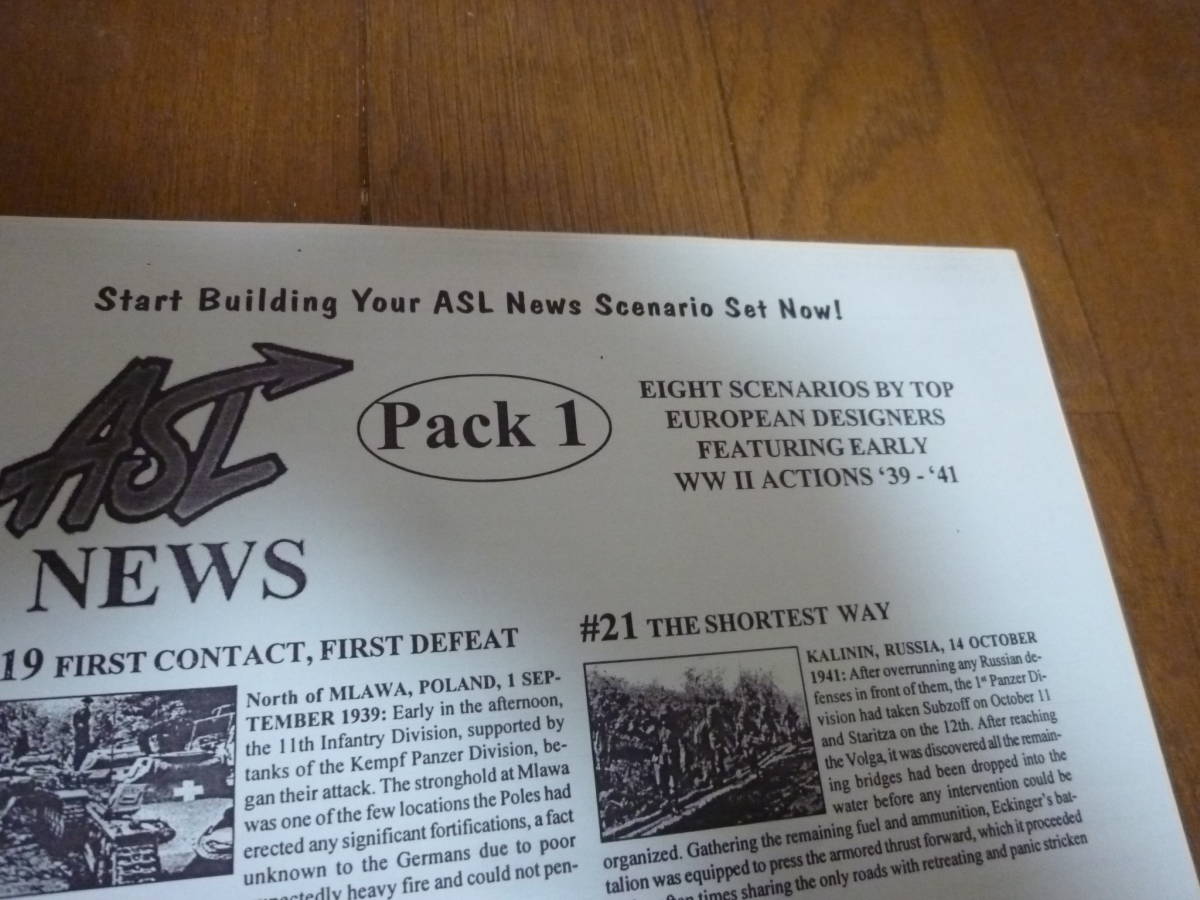 Start Building Your ASL News Scenario Set Now!
ASL
NEWS
Pack 1
EIGHT SCENARIOS BY TOP
EUROPEAN DESIGNERS
FEATURING EARLY
WW II ACTIONS ‘39 - ‘41
19 FIRST CONTACT, FIRST DEFEAT
North of MLAWA, POLAND, 1 SEP-
TEMBER 1939: Early in the afternoon,
the 11th Infantry Division, supported by
tanks of the Kempf Panzer Division, be-
gan their attack. The stronghold at Mlawa
was one of the few locations the Poles had
erected any significant fortifications, a fact
unknown to the Germans due to poor
heavy fire and could not pen-
#21 THE SHORTEST WAY
KALININ, RUSSIA, 14 OCTOBER
1941: After overrunning any Russian de-
fenses in front of them, the 1st Panzer Di-
vision had taken Subzoff on October 11
and Staritza on the 12th. After reaching
the Volga, it was discovered all the remain-
ing bridges had been dropped into the
water before any intervention could be
organized. Gathering the remaining fuel and ammunition, Eckinger's bat-
talion was equipped to press the armored thrust forward, which it proceeded
times sharing the only roads with retreating and panic stricken